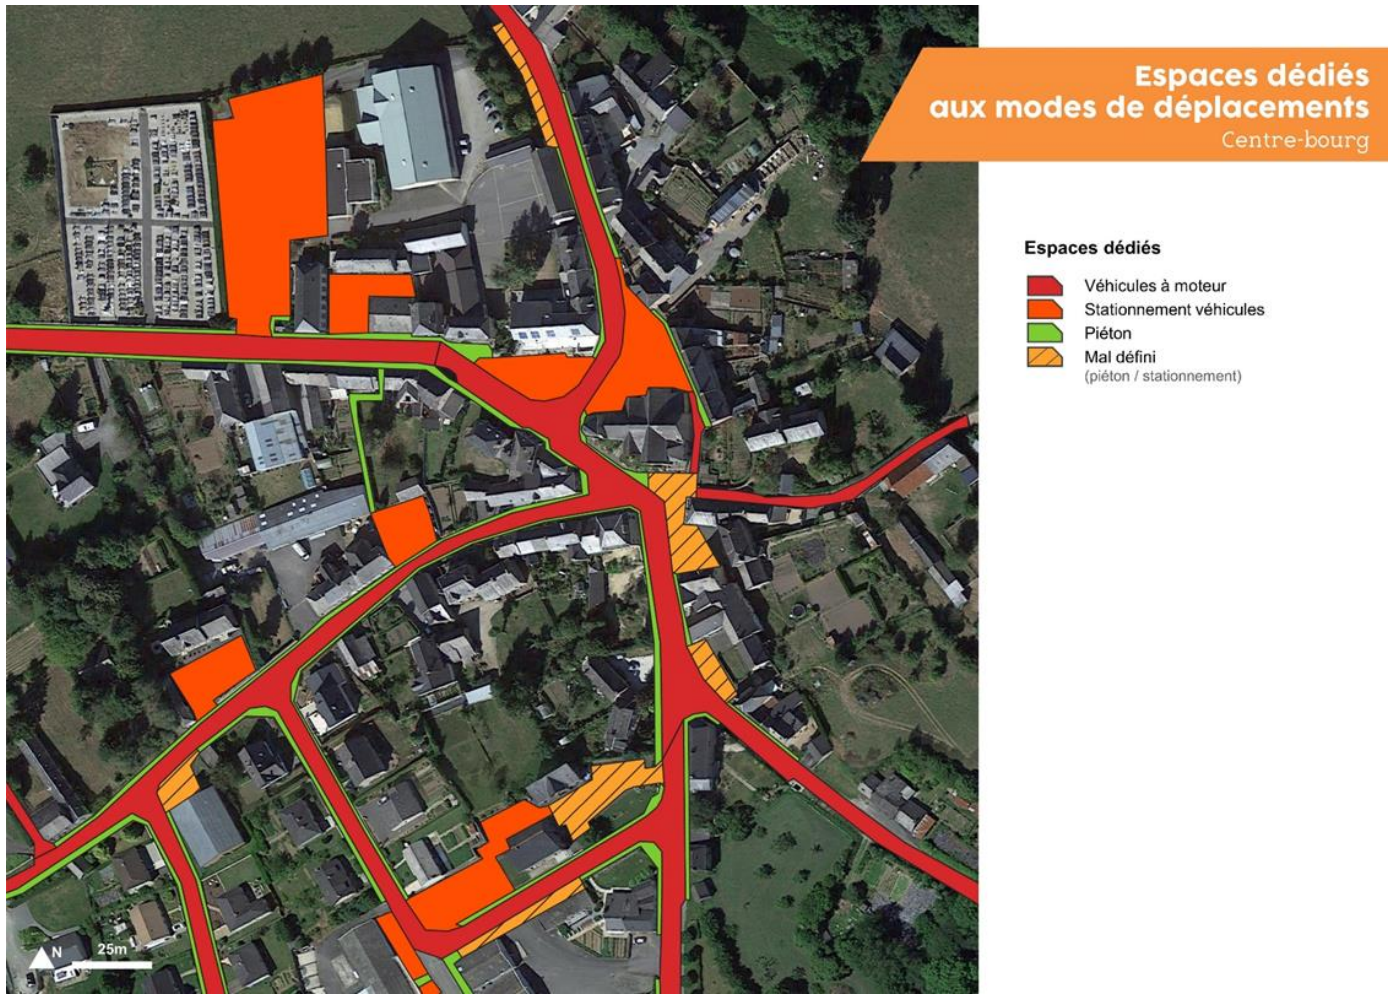 Espaces dédiés
aux modes de déplacements
Centre-bourg
Espaces dédiés
Véhicules à moteur
Stationnement véhicules
Piéton
Mal défini
(piéton / stationnement)
N
25m